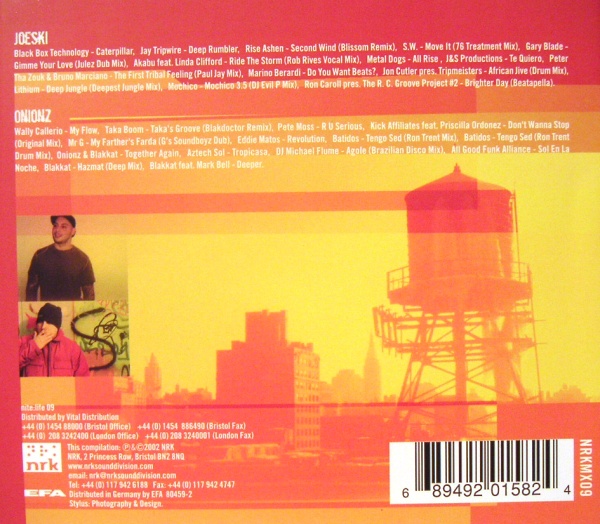 JOESKI
Black Box Technology - Caterpillar, Jay Tripwire - Deep Rumbler, Rise Ashen - Second Wind (Blissom Remix), S.W. - Move It (76 Treatment Mix), Gary Blade -
Gimme Your Love (Julez Dub Mix), Akabu feat. Linda Clifford - Ride The Storm (Rob Rives Vocal Mix), Metal Dogs - All Rise , J&S Productions - Te Quiero, Peter
Tha Zouk & Bruno Marciano - The First Tribal Feeling (Paul Jay Mix), Marino Berardi - Do You Want Beats?, Jon Cutler pres. Tripmeisters - African Jive (Drum Mix),
Lithium - Deep Jungle (Deepest Jungle Mix), Mochico - Mochico 3.5 (DJ Evil P Mix), Ron Caroll pres. The R. C. Groove Project #2 - Brighter Day (Beatapella).
ONIONZ
Wally Callerio - My Flow, Taka Boom - Taka's Groove (Blakdoctor Remix), Pete Moss - R U Serious, Kick Affiliates feat. Priscilla Ordonez - Don't Wanna Stop
(Original Mix), Mr G - My Farther's Farda (G's Soundboyz Dub), Eddie Matos - Revolution, Batidos - Tengo Sed (Ron Trent Mix), Batidos - Tengo Sed (Ron Trent
Drum Mix), Onionz & Blakkat - Together Again, Aztech Sol - Tropicasa, DJ Michael Flume - Agole (Brazilian Disco Mix), All Good Funk Alliance - Sol En La
Noche, Blakkat - Hazmat (Deep Mix), Blakkat feat. Mark Bell - Deeper.
nite:life 09
Distributed by Vital Distribution
+44 (0) 1454 88000 (Bristol Office) +44 (0) 1454 886490 (Bristol Fax)
+44 (0) 208 3242400 (London Office) +44 (0) 208 3240001 (London Fax)
This compilation: ℗&©2002 NRK
NRK, 2 Princess Row, Bristol BN2 8NQ
www.nrksounddivision.com
email: nrk@nrksounddivision.com
Tel: +44 (0) 117 942 6188 Fax: +44 (0) 117 942 4747
Distributed in Germany by EFA 80459-2
Stylus: Photography & Design.
nrk
EFA
NRKMX09
6 89492 01582 4